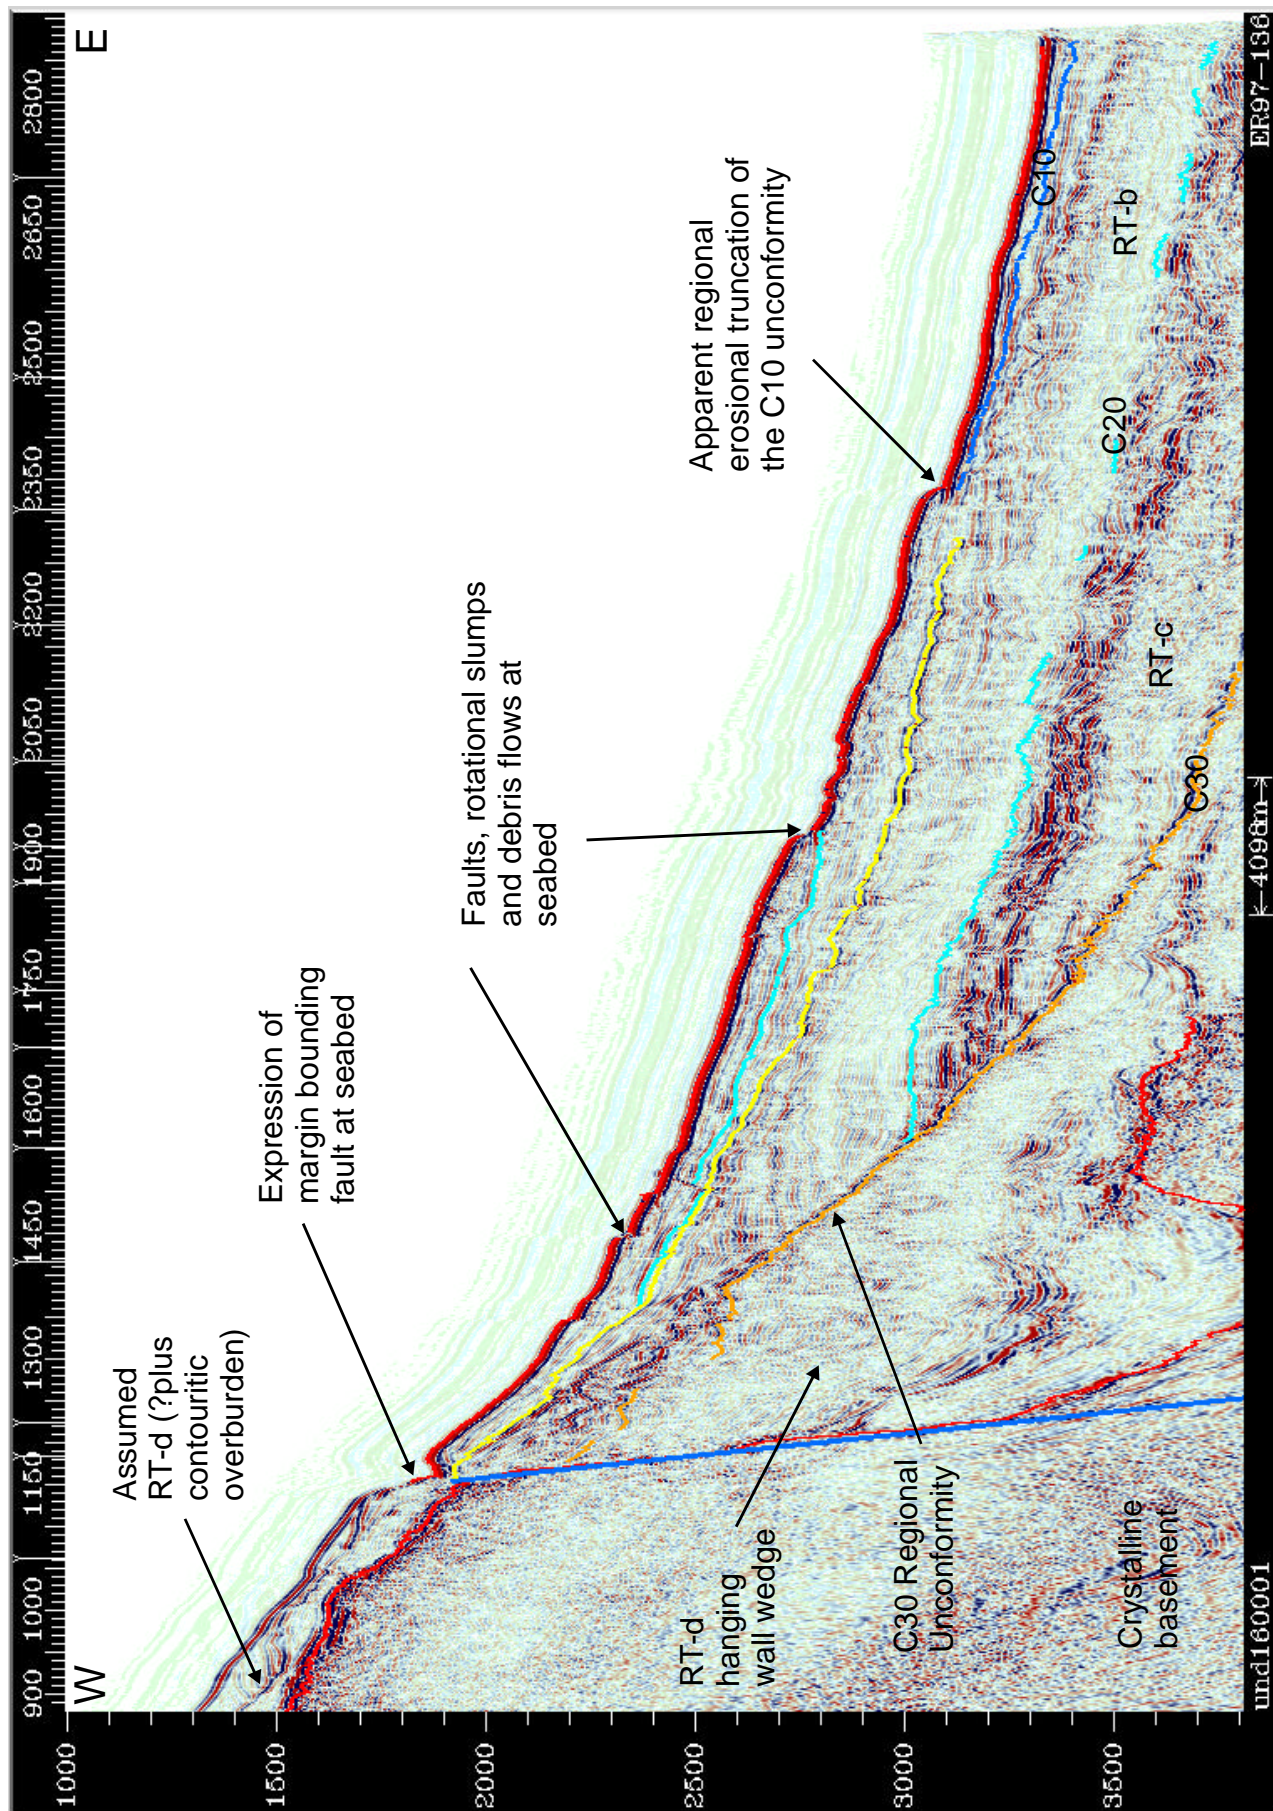 W
E
900 1000 1150 1300 1450 1600 1750 1900 2050 2200 2350 2500 2650 2800
1000
1500
2000
2500
3000
3500
Assumed
RT-d (?plus
contouritic
overburden)
Expression of
margin bounding
fault at seabed
Faults, rotational slumps
and debris flows at
seabed
Apparent regional
erosional truncation of
the C10 unconformity
RT-d
hanging
wall wedge
C30 Regional
Unconformity
Crystalline
basement
C10
RT-b
C20
RT-c
C30
und160001
4098m
ER97-136